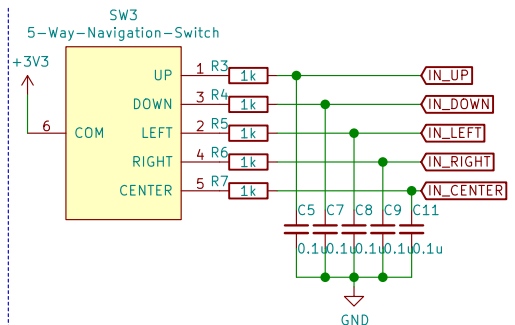 SW3
5-Way-Navigation-Switch
+3V3
UP 1 R3 1k IN_UP
DOWN 3 R4 1k IN_DOWN
6 COM LEFT 2 R5 1k IN_LEFT
RIGHT 4 R6 1k IN_RIGHT
CENTER 5 R7 1k IN_CENTER
C5 C7 C8 C9 C11
0.1u 0.1u 0.1u 0.1u 0.1u
GND